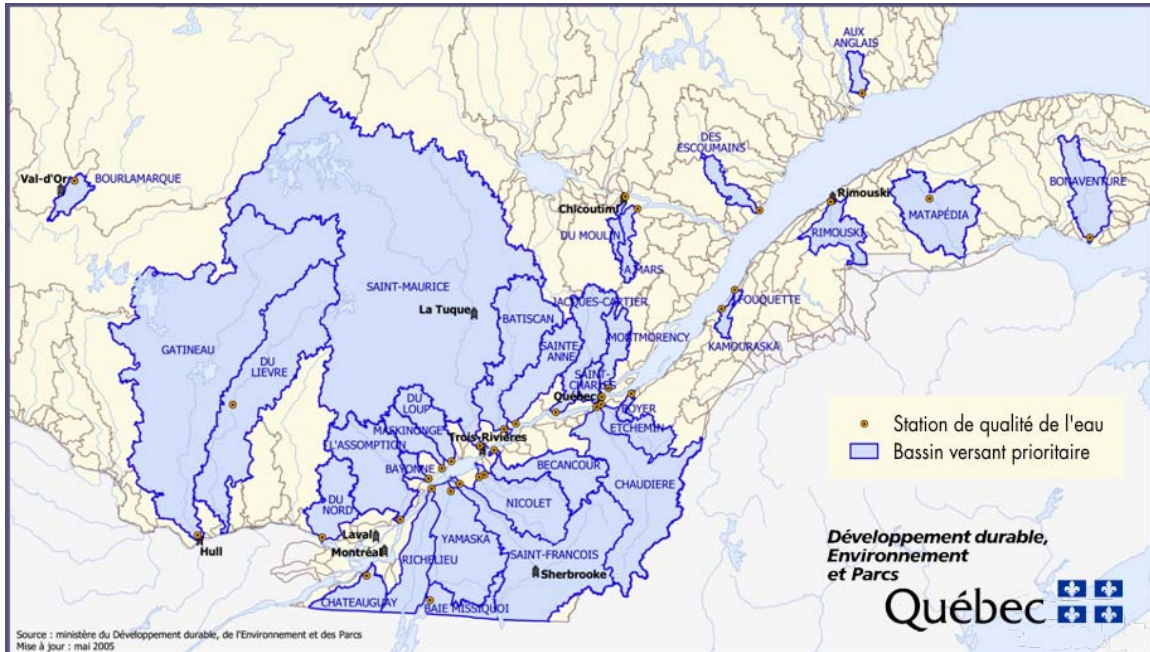 AUX
ANGLAIS
DES
ESCOUMAINS
Val-d'Or
BOURLAMARQUE
BONAVENTURE
Chicoutimi
Rimouski
MATAPÉDIA
DU MOULIN
RIMOUSKI
A MARS
SAINT-MAURICE
JACQUES-CARTIER
FOUQUETTE
La Tuque
BATISCAN
MONTMORENCY
GATINEAU
SAINTE-
ANNE
KAMOURASKA
DU
LIEVRE
SAINT-
CHARLES
Québec
DU
LOUP
BOYER
ETCHEMIN
MASKINONGE
Trois-Rivières
L'ASSOMPTION
BECANCOUR
BAYONNE
CHAUDIERE
NICOLET
DU
NORD
Laval
Montréal
RICHELIEU
YAMASKA
SAINT-FRANCOIS
Hull
Sherbrooke
CHATEAUGUAY
BAIE MISSIQUOI
Station de qualité de l'eau
Bassin versant prioritaire
Développement durable,
Environnement
et Parcs
Québec
Source : ministère du Développement durable, de l'Environnement et des Parcs
Mise à jour : mai 2005